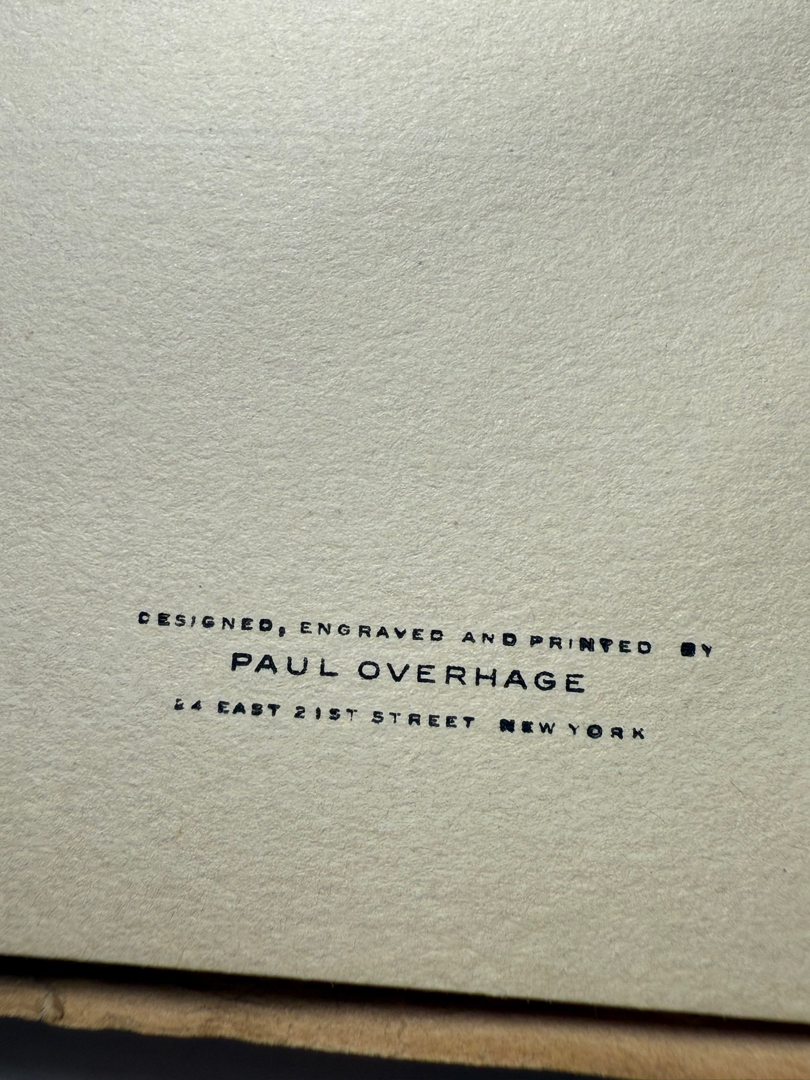 DESIGNED, ENGRAVED AND PRINTED BY
PAUL OVERHAGE
EAST 21ST STREET NEW YORK